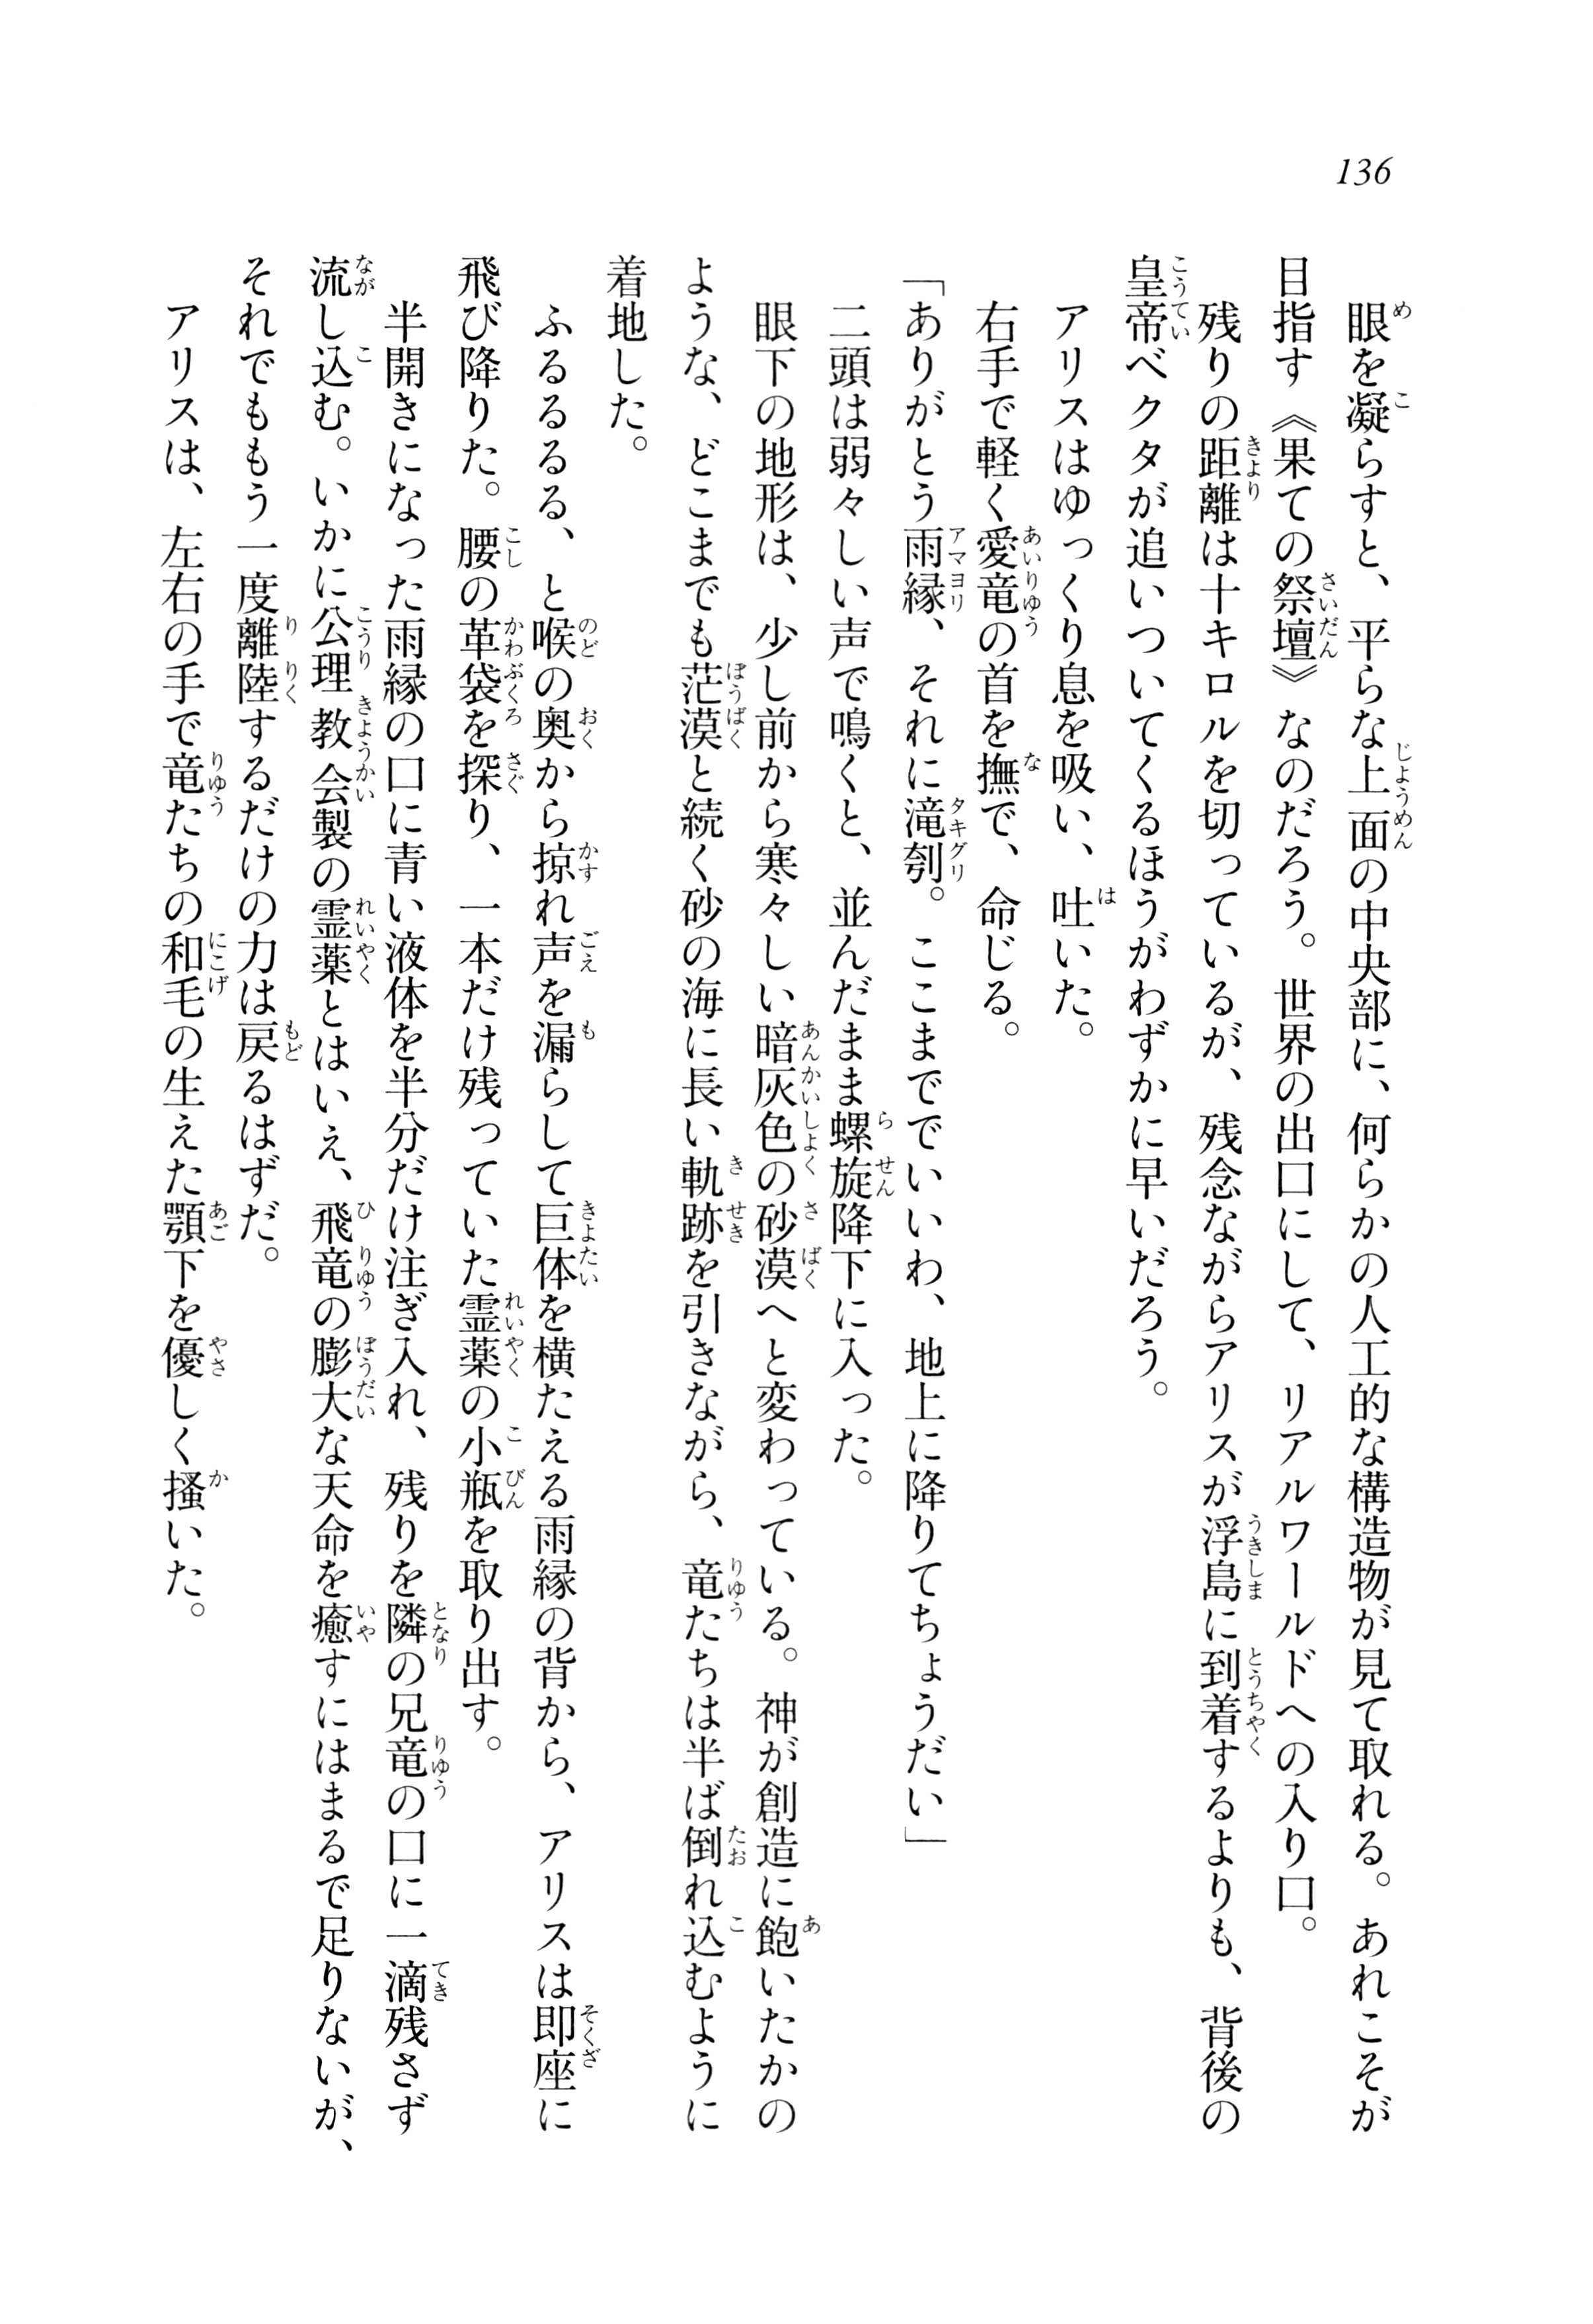 136
眼を凝らすと、平らな上面の中央部に、何らかの人工的な構造物が見て取れる。あれこそが
目指す《果ての祭壇》なのだろう。世界の出口にして、リアルワールドへの入り口。
残りの距離は十キロルを切っているが、残念ながらアリスが浮島に到着するよりも、背後の
皇帝ベクタが追いついてくるほうがわずかに早いだろう。
アリスはゆっくり息を吸い、吐いた。
右手で軽く愛竜の首を撫で、命じる。
「ありがとう雨縁、それに滝刳。ここまででいいわ、地上に降りてちょうだい」
二頭は弱々しい声で鳴くと、並んだまま螺旋降下に入った。
眼下の地形は、少し前から寒々しい暗灰色の砂漠へと変わっている。神が創造に飽いたかの
ような、どこまでも茫漠と続く砂の海に長い軌跡を引きながら、竜たちは半ば倒れ込むように
着地した。
ふるるるる、と喉の奥から掠れ声を漏らして巨体を横たえる雨縁の背から、アリスは即座に
飛び降りた。腰の革袋を探り、一本だけ残っていた霊薬の小瓶を取り出す。
半開きになった雨縁の口に青い液体を半分だけ注ぎ入れ、残りを隣の兄竜の口に一滴残さず
流し込む。いかに公理教会製の霊薬とはいえ、飛竜の膨大な天命を癒すにはまるで足りないが、
それでももう一度離陸するだけの力は戻るはずだ。
アリスは、左右の手で竜たちの和毛の生えた顎下を優しく掻いた。